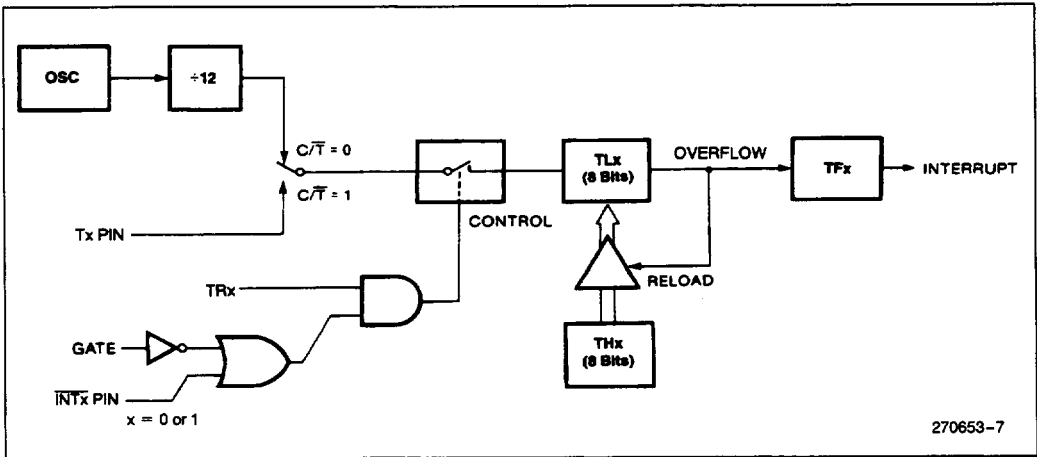 OSC
÷12
C/T̅ = 0
C/T̅ = 1
Tx PIN
CONTROL
TLx
(8 Bits)
OVERFLOW
TFx
INTERRUPT
RELOAD
THx
(8 Bits)
TRx
GATE
I̅N̅T̅x̅ PIN
x = 0 or 1
270653-7